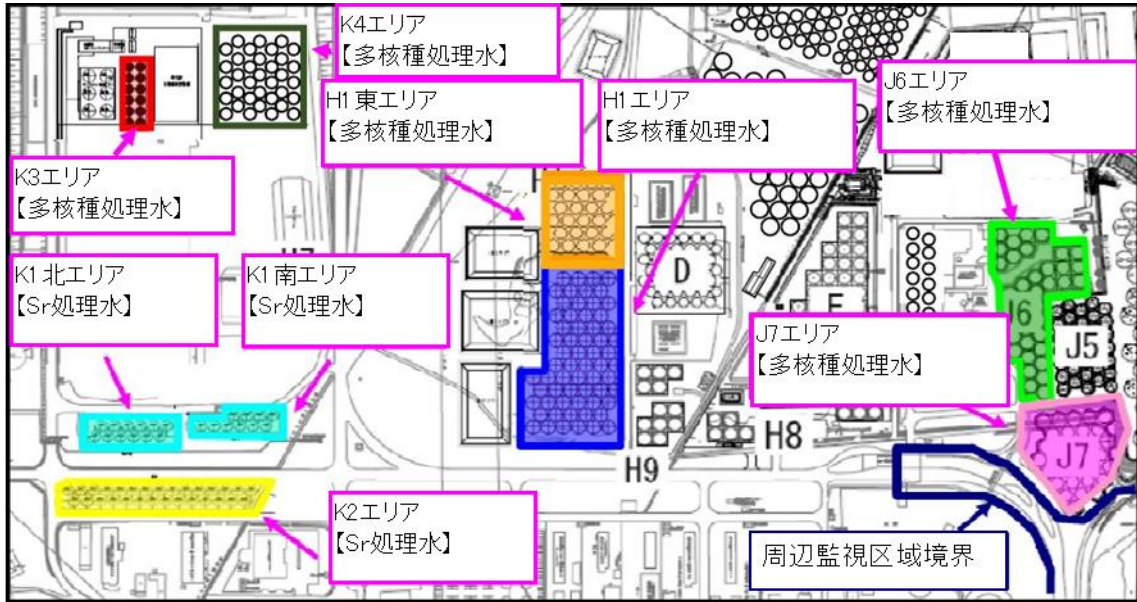 K4エリア
【多核種処理水】
H1東エリア
【多核種処理水】
H1エリア
【多核種処理水】
J6エリア
【多核種処理水】
K3エリア
【多核種処理水】
K1北エリア
【Sr処理水】
K1南エリア
【Sr処理水】
D
J6
J5
J7エリア
【多核種処理水】
H8
J7
H9
K2エリア
【Sr処理水】
周辺監視区域境界